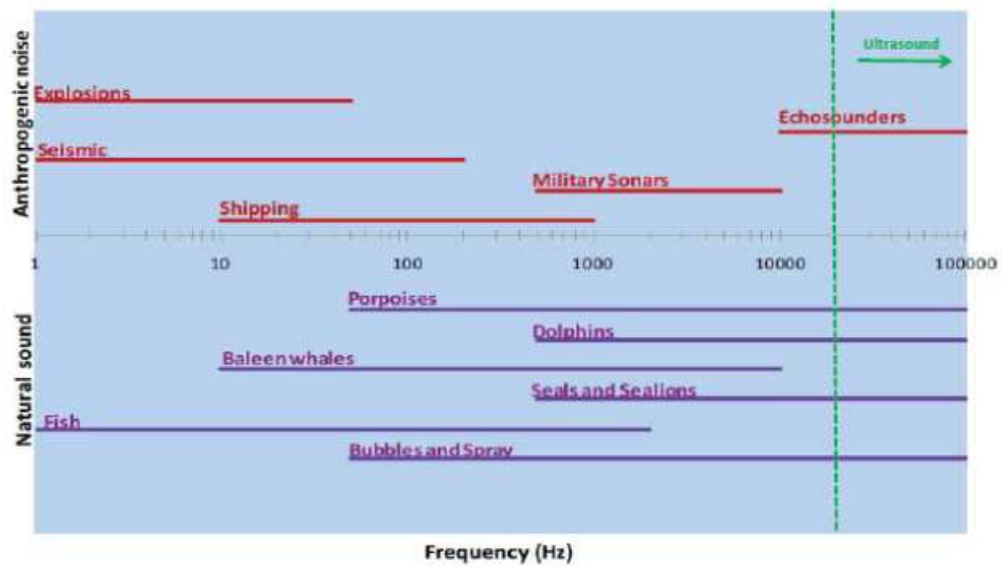 Anthropogenic noise
Ultrasound
Explosions
Echosounders
Seismic
Military Sonars
Shipping
1 10 100 1000 10000 100000
Natural sound
Porpoises
Dolphins
Baleen whales
Seals and Sealions
Fish
Bubbles and Spray
Frequency (Hz)